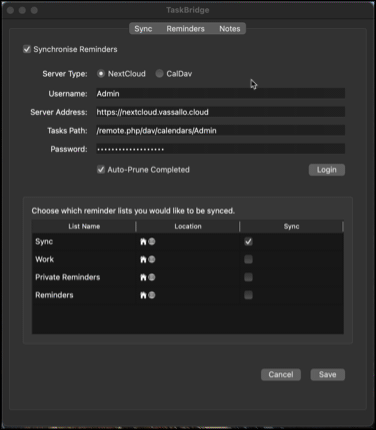 TaskBridge
Sync Reminders Notes
Synchronise Reminders
Server Type: NextCloud CalDav
Username: Admin
Server Address: https://nextcloud.vassallo.cloud
Tasks Path: /remote.php/dav/calendars/Admin
Password: •••••••••••••••••••
Auto-Prune Completed Login
Choose which reminder lists you would like to be synced.
List Name Location Sync
Sync
Work
Private Reminders
Reminders
Cancel Save